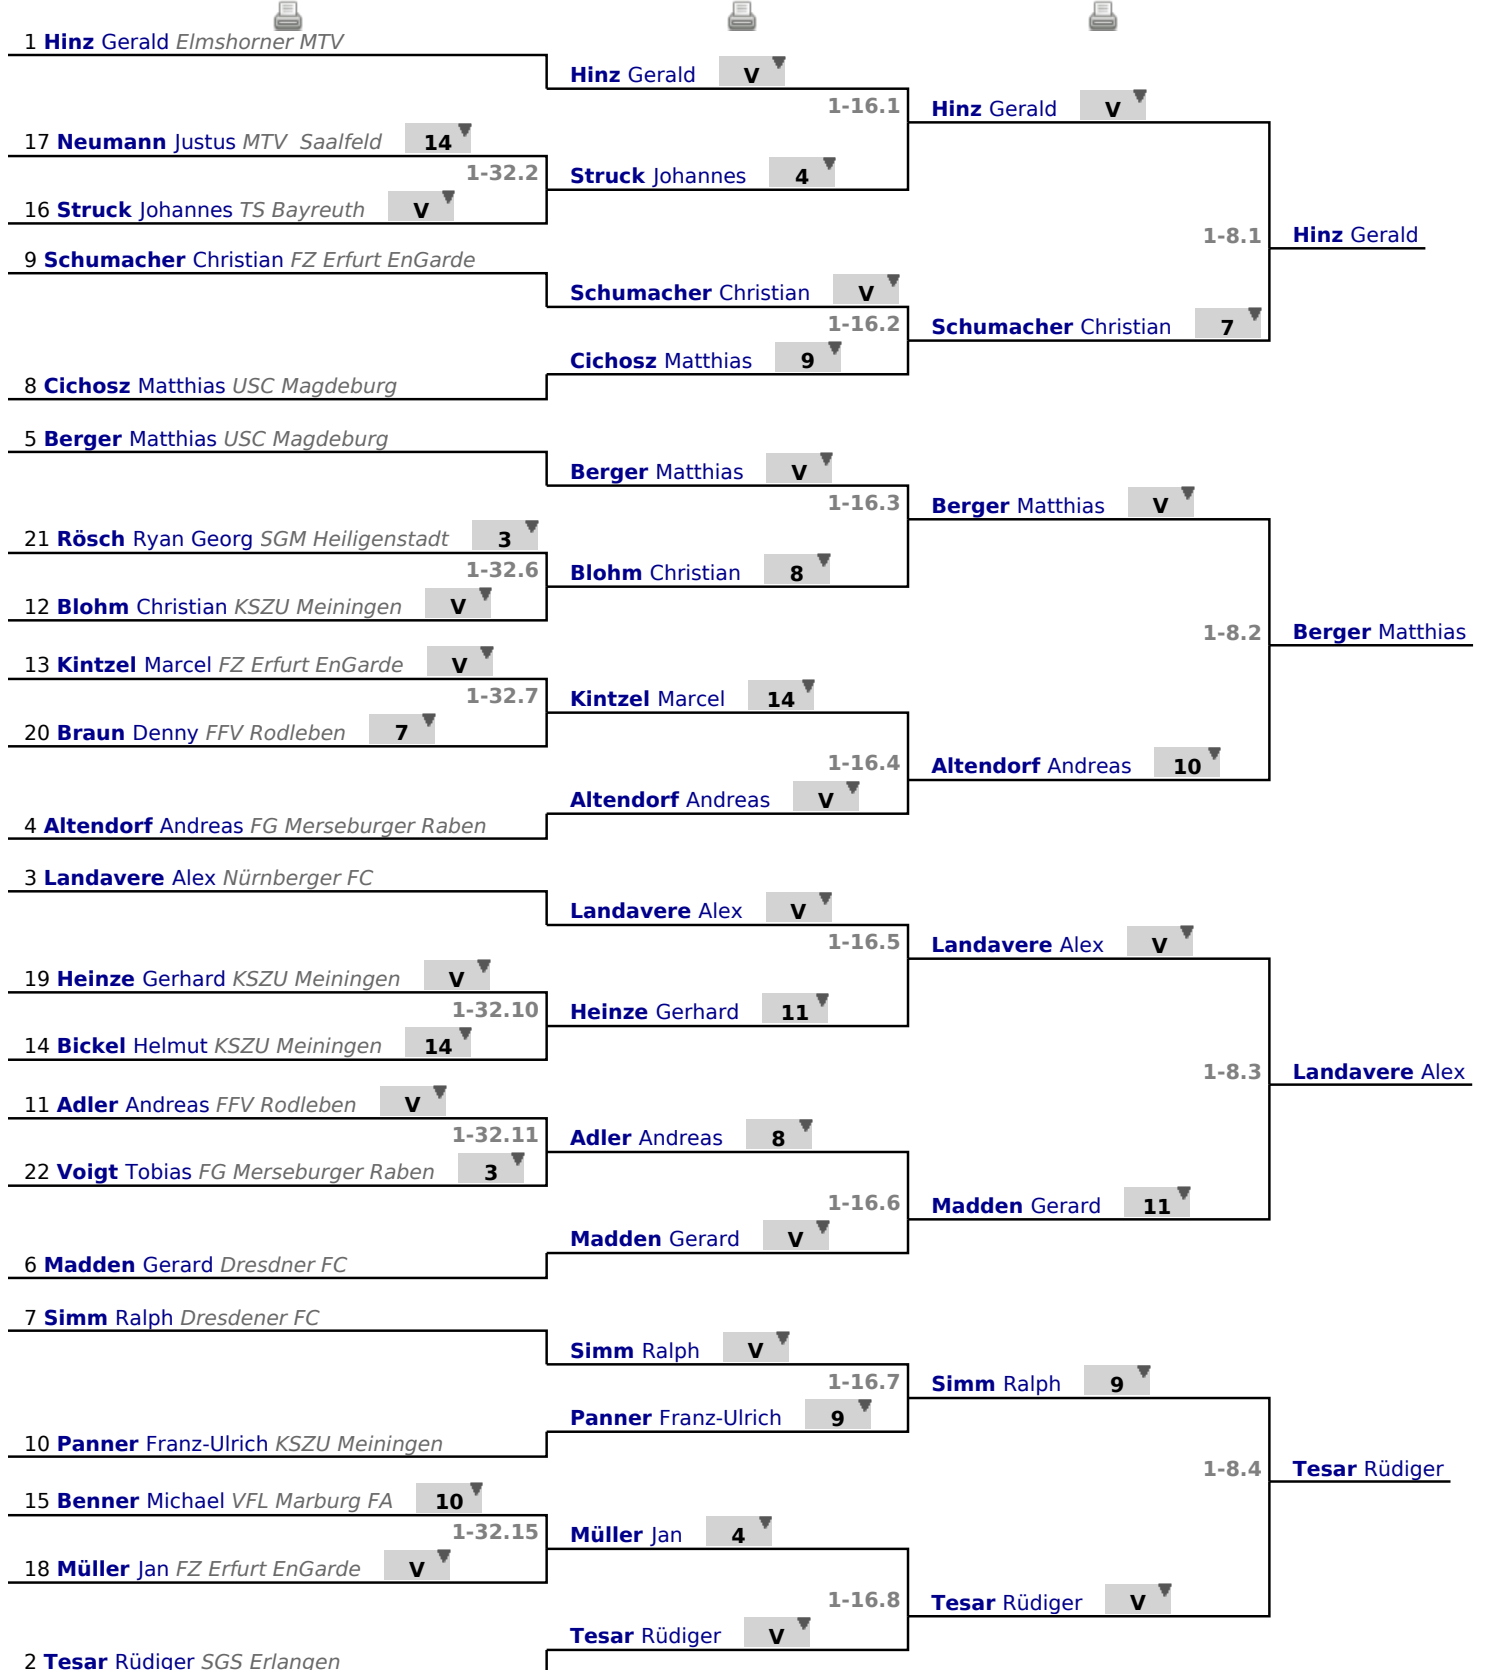 1 Hinz Gerald Elmshorner MTV
Hinz Gerald V
1-16.1
Hinz Gerald V
17 Neumann Justus MTV  Saalfeld 14
1-32.2
Struck Johannes 4
16 Struck Johannes TS Bayreuth V
1-8.1
Hinz Gerald
9 Schumacher Christian FZ Erfurt EnGarde
Schumacher Christian V
1-16.2
Schumacher Christian 7
Cichosz Matthias 9
8 Cichosz Matthias USC Magdeburg
5 Berger Matthias USC Magdeburg
Berger Matthias V
1-16.3
Berger Matthias V
21 Rösch Ryan Georg SGM Heiligenstadt 3
1-32.6
Blohm Christian 8
12 Blohm Christian KSZU Meiningen V
1-8.2
Berger Matthias
13 Kintzel Marcel FZ Erfurt EnGarde V
1-32.7
Kintzel Marcel 14
20 Braun Denny FFV Rodleben 7
1-16.4
Altendorf Andreas 10
Altendorf Andreas V
4 Altendorf Andreas FG Merseburger Raben
3 Landavere Alex Nürnberger FC
Landavere Alex V
1-16.5
Landavere Alex V
19 Heinze Gerhard KSZU Meiningen V
1-32.10
Heinze Gerhard 11
14 Bickel Helmut KSZU Meiningen 14
1-8.3
Landavere Alex
11 Adler Andreas FFV Rodleben V
1-32.11
Adler Andreas 8
22 Voigt Tobias FG Merseburger Raben 3
1-16.6
Madden Gerard 11
Madden Gerard V
6 Madden Gerard Dresdner FC
7 Simm Ralph Dresdener FC
Simm Ralph V
1-16.7
Simm Ralph 9
Panner Franz-Ulrich 9
10 Panner Franz-Ulrich KSZU Meiningen
1-8.4
Tesar Rüdiger
15 Benner Michael VFL Marburg FA 10
1-32.15
Müller Jan 4
18 Müller Jan FZ Erfurt EnGarde V
1-16.8
Tesar Rüdiger V
Tesar Rüdiger V
2 Tesar Rüdiger SGS Erlangen